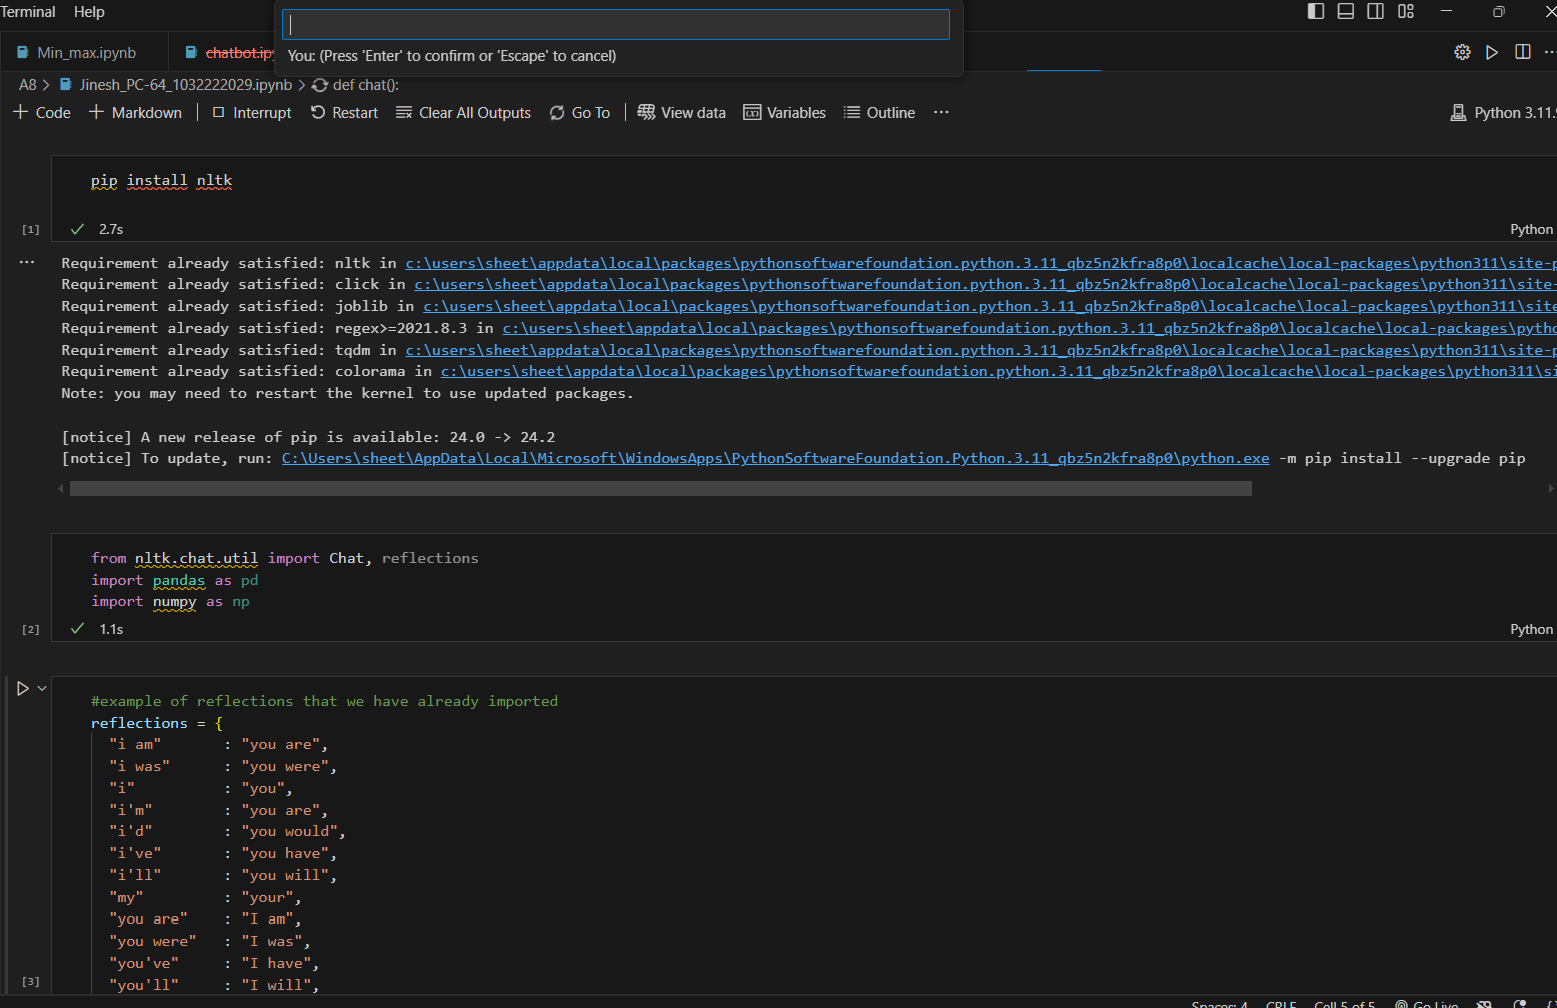 Terminal Help
You: (Press 'Enter' to confirm or 'Escape' to cancel)
Min_max.ipynb chatbot.ipy
A8 > Jinesh_PC-64_1032222029.ipynb > def chat():
+ Code + Markdown | Interrupt Restart Clear All Outputs Go To | View data Variables Outline ... Python 3.11.9
pip install nltk
[1] ✓ 2.7s Python
... Requirement already satisfied: nltk in c:\users\sheet\appdata\local\packages\pythonsoftwarefoundation.python.3.11_qbz5n2kfra8p0\localcache\local-packages\python311\site-p
Requirement already satisfied: click in c:\users\sheet\appdata\local\packages\pythonsoftwarefoundation.python.3.11_qbz5n2kfra8p0\localcache\local-packages\python311\site-
Requirement already satisfied: joblib in c:\users\sheet\appdata\local\packages\pythonsoftwarefoundation.python.3.11_qbz5n2kfra8p0\localcache\local-packages\python311\site
Requirement already satisfied: regex>=2021.8.3 in c:\users\sheet\appdata\local\packages\pythonsoftwarefoundation.python.3.11_qbz5n2kfra8p0\localcache\local-packages\pytho
Requirement already satisfied: tqdm in c:\users\sheet\appdata\local\packages\pythonsoftwarefoundation.python.3.11_qbz5n2kfra8p0\localcache\local-packages\python311\site-p
Requirement already satisfied: colorama in c:\users\sheet\appdata\local\packages\pythonsoftwarefoundation.python.3.11_qbz5n2kfra8p0\localcache\local-packages\python311\si
Note: you may need to restart the kernel to use updated packages.
[notice] A new release of pip is available: 24.0 -> 24.2
[notice] To update, run: C:\Users\sheet\AppData\Local\Microsoft\WindowsApps\PythonSoftwareFoundation.Python.3.11_qbz5n2kfra8p0\python.exe -m pip install --upgrade pip
from nltk.chat.util import Chat, reflections
import pandas as pd
import numpy as np
[2] ✓ 1.1s Python
#example of reflections that we have already imported
reflections = {
"i am" : "you are",
"i was" : "you were",
"i" : "you",
"i'm" : "you are",
"i'd" : "you would",
"i've" : "you have",
"i'll" : "you will",
"my" : "your",
"you are" : "I am",
"you were" : "I was",
"you've" : "I have",
[3] "you'll" : "I will",
Spaces: 4 CRLF Cell 5 of 5 Go Live